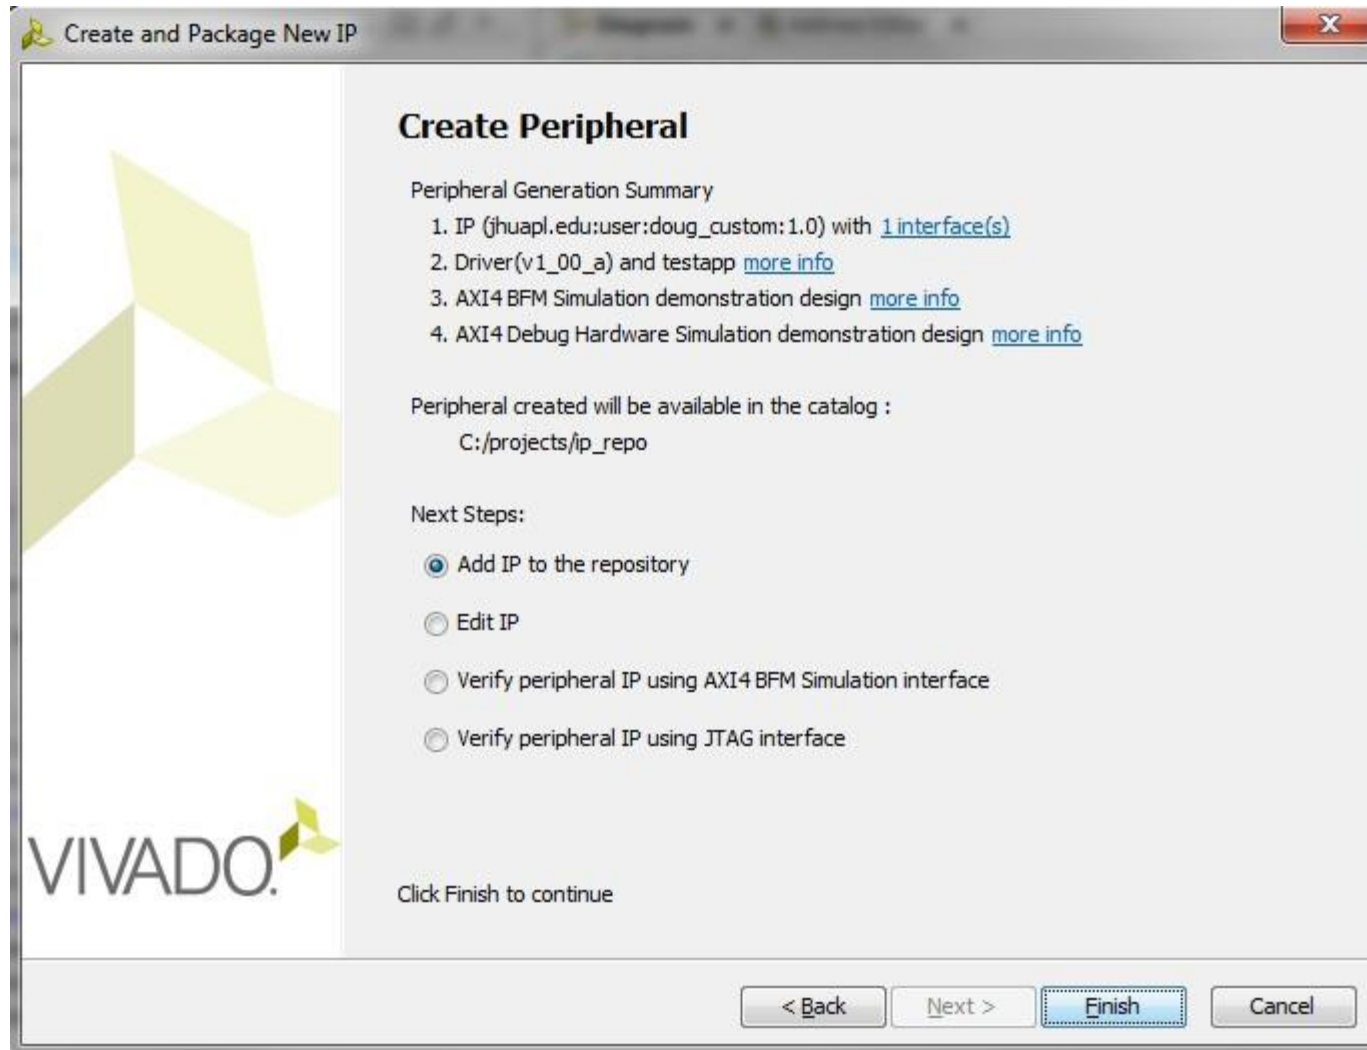 Create and Package New IP
Create Peripheral
Peripheral Generation Summary
1. IP (jhuapl.edu:user:doug_custom:1.0) with 1 interface(s)
2. Driver(v1_00_a) and testapp more info
3. AXI4 BFM Simulation demonstration design more info
4. AXI4 Debug Hardware Simulation demonstration design more info
Peripheral created will be available in the catalog :
C:/projects/ip_repo
Next Steps:
Add IP to the repository
Edit IP
Verify peripheral IP using AXI4 BFM Simulation interface
Verify peripheral IP using JTAG interface
VIVADO.
Click Finish to continue
< Back Next > Finish Cancel